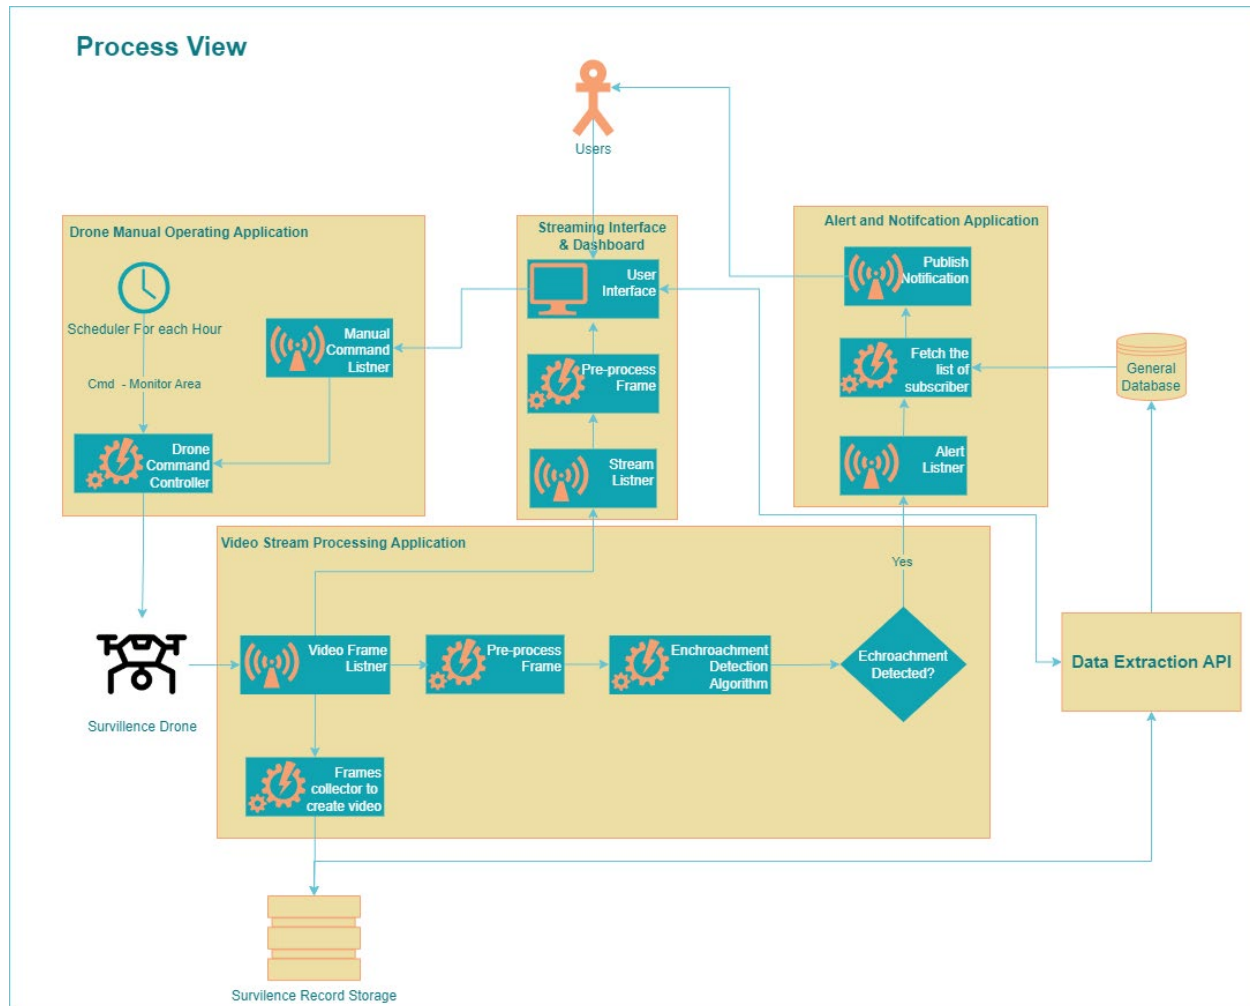 Process View
Users
Drone Manual Operating Application
Scheduler For each Hour
Cmd  - Monitor Area
Manual
Command
Listner
Drone
Command
Controller
Streaming Interface
& Dashboard
User
Interface
Pre-process
Frame
Stream
Listner
Alert and Notifcation Application
Publish
Notification
Fetch the
list of
subscriber
Alert
Listner
General
Database
Video Stream Processing Application
Yes
Survillence Drone
Video Frame
Listner
Pre-process
Frame
Enchroachment
Detection
Algorithm
Echroachment
Detected?
Data Extraction API
Frames
collector to
create video
Survilence Record Storage